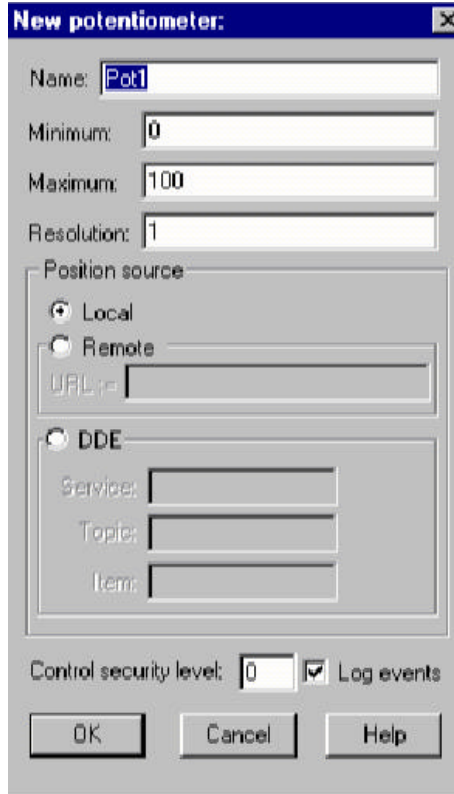 New potentiometer:
Name: Pot1
Minimum: 0
Maximum: 100
Resolution: 1
Position source
Local
Remote
URL :=
DDE
Service:
Topic:
Item:
Control security level: 0 Log events
OK Cancel Help